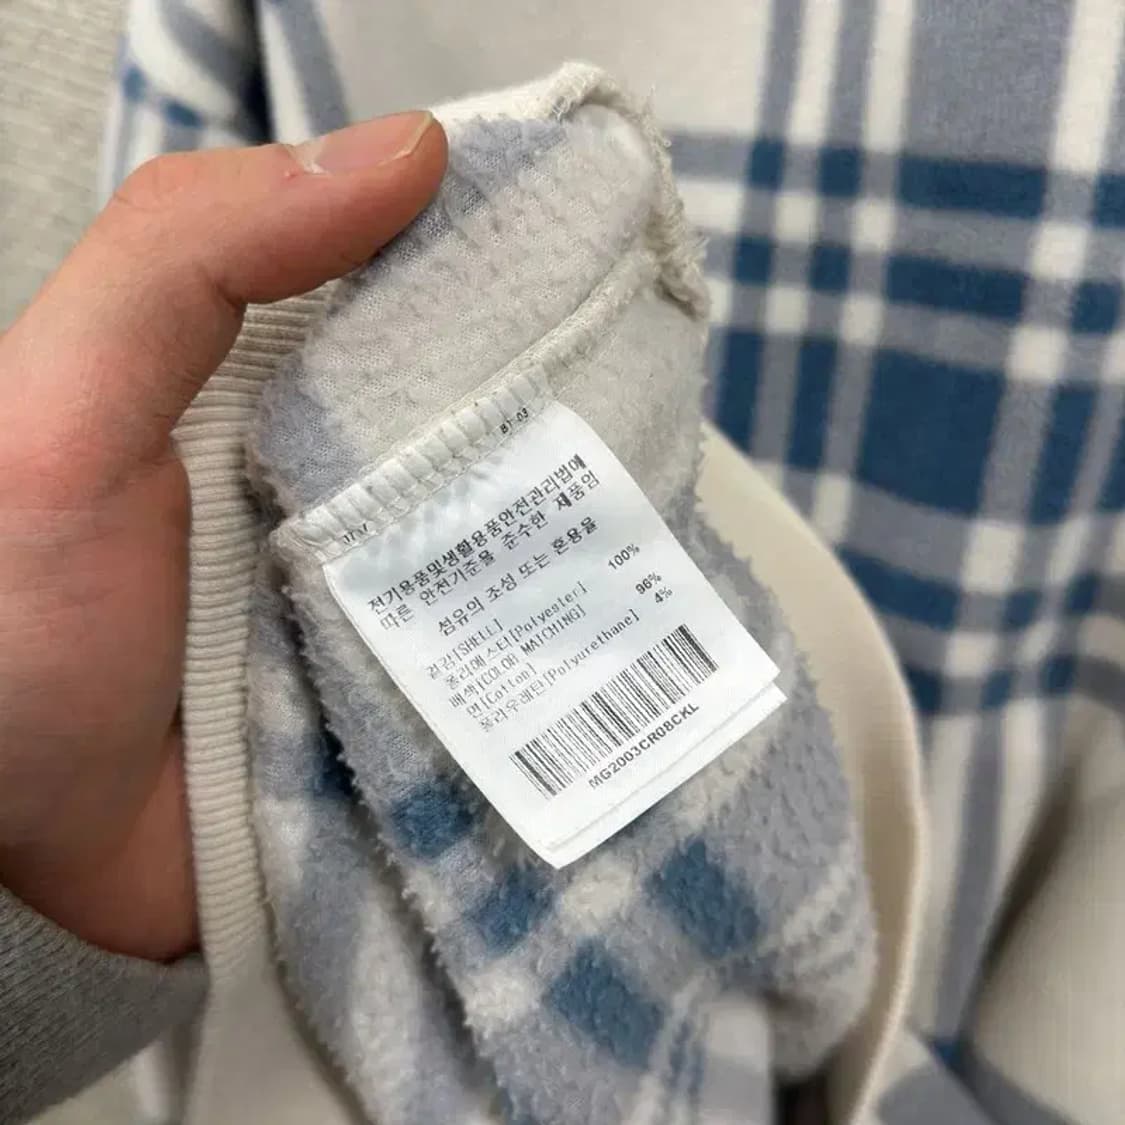 BT-03
전기용품및생활용품안전관리법에
따른 안전기준을 준수한 제품임
섬유의 조성 또는 혼용율
겉감[SHELL]
폴리에스터[Polyester] 100%
배색[COLOR MATCHING]
면[Cotton] 96%
폴리우레탄[Polyurethane] 4%
MG2003CR08CKL